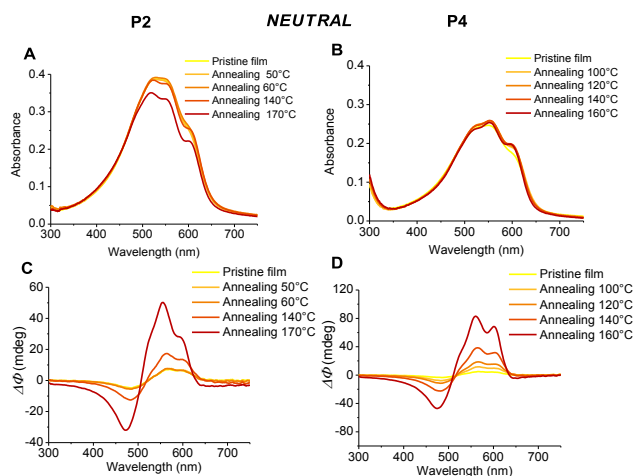 P2 NEUTRAL P4
A
Pristine film
Annealing 50°C
Annealing 60°C
Annealing 140°C
Annealing 170°C
0.4
0.3
0.2
0.1
0.0
Absorbance
300 400 500 600 700
Wavelength (nm)
B
Pristine film
Annealing 100°C
Annealing 120°C
Annealing 140°C
Annealing 160°C
0.4
0.3
0.2
0.1
0.0
Absorbance
300 400 500 600 700
Wavelength (nm)
C
Pristine film
Annealing 50°C
Annealing 60°C
Annealing 140°C
Annealing 170°C
60
40
20
0
-20
-40
ΔΦ (mdeg)
300 400 500 600 700
Wavelength (nm)
D
Pristine film
Annealing 100°C
Annealing 120°C
Annealing 140°C
Annealing 160°C
120
80
40
0
-40
-80
ΔΦ (mdeg)
300 400 500 600 700
Wavelength (nm)